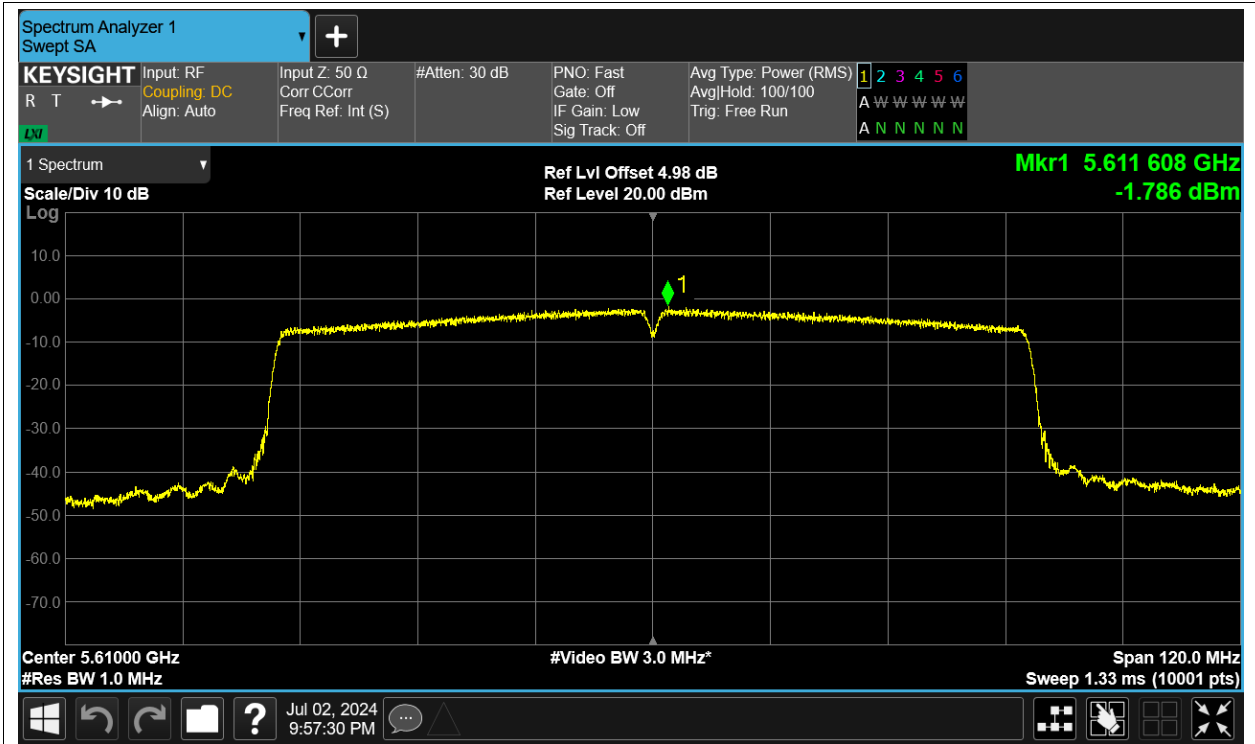 Spectrum Analyzer 1
Swept SA
KEYSIGHT
R T
LXI
Input: RF
Coupling: DC
Align: Auto
Input Z: 50 Ω
Corr CCorr
Freq Ref: Int (S)
#Atten: 30 dB
PNO: Fast
Gate: Off
IF Gain: Low
Sig Track: Off
Avg Type: Power (RMS)
Avg|Hold: 100/100
Trig: Free Run
1 2 3 4 5 6
A W W W W W
A N N N N N
1 Spectrum
Scale/Div 10 dB
Log
Ref Lvl Offset 4.98 dB
Ref Level 20.00 dBm
Mkr1 5.611 608 GHz
-1.786 dBm
1
10.0
0.00
-10.0
-20.0
-30.0
-40.0
-50.0
-60.0
-70.0
Center 5.61000 GHz
#Res BW 1.0 MHz
#Video BW 3.0 MHz*
Span 120.0 MHz
Sweep 1.33 ms (10001 pts)
?
Jul 02, 2024
9:57:30 PM